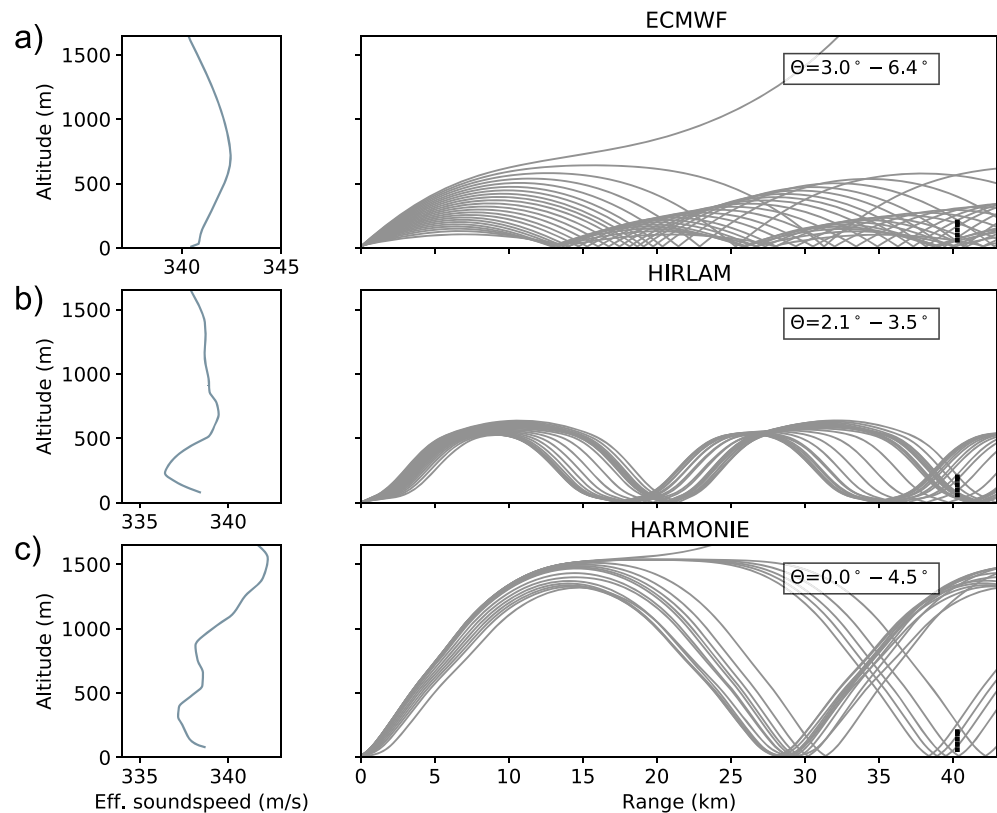 a)
ECMWF
Altitude (m)
1500
1000
500
0
340 345
Θ=3.0° − 6.4°
b)
HIRLAM
Altitude (m)
1500
1000
500
0
335 340
Θ=2.1° − 3.5°
c)
HARMONIE
Altitude (m)
1500
1000
500
0
335 340
Eff. soundspeed (m/s)
Θ=0.0° − 4.5°
0 5 10 15 20 25 30 35 40
Range (km)